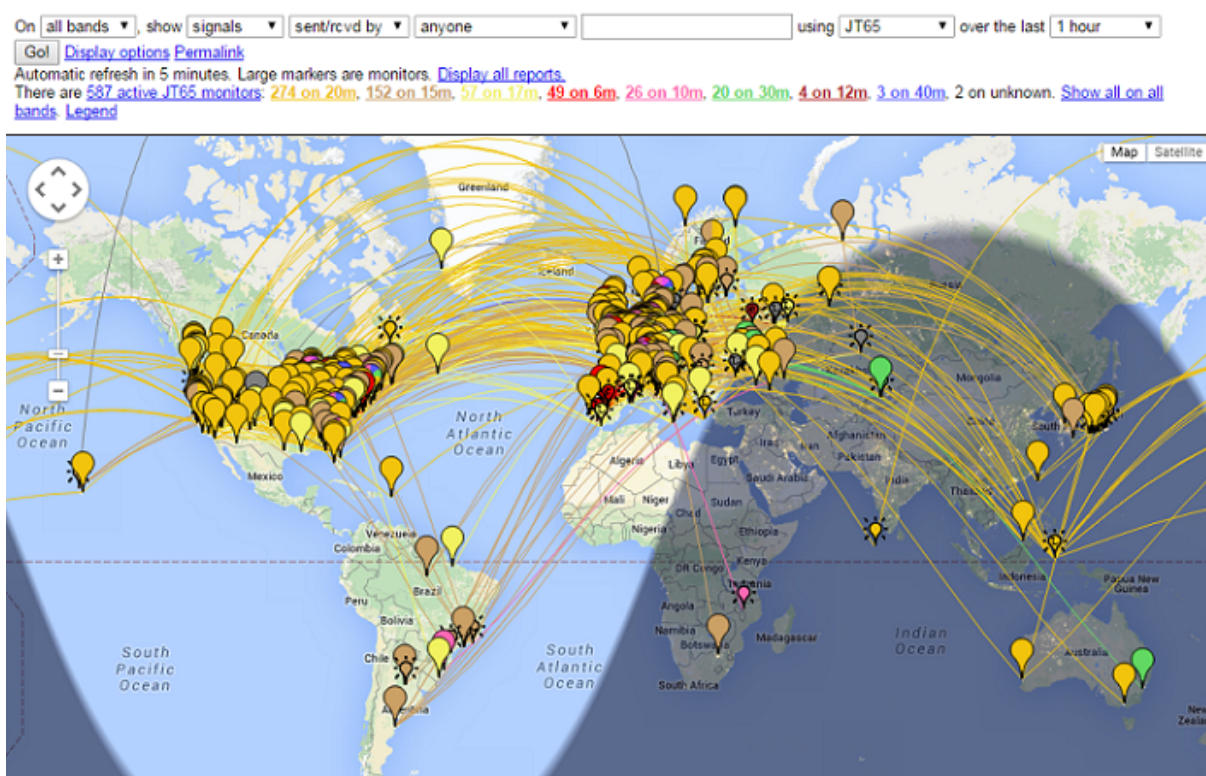 On all bands , show signals sent/rcvd by anyone using JT65 over the last 1 hour
Go! Display options Permalink
Automatic refresh in 5 minutes. Large markers are monitors. Display all reports.
There are 587 active JT65 monitors: 274 on 20m, 152 on 15m, 57 on 17m, 49 on 6m, 26 on 10m, 20 on 30m, 4 on 12m, 3 on 40m, 2 on unknown. Show all on all
bands. Legend
Map Satellite
Greenland
Iceland
Canada
North
Pacific
Ocean
North
Atlantic
Ocean
Mongolia
Turkey
Mexico
Algeria
Libya
Egypt
Iraq
Iran
Afghanistan
Pakistan
Saudi Arabia
India
Mali
Niger
Chad
Sudan
Nigeria
Ethiopia
Venezuela
Colombia
DR Congo
Kenya
Tanzania
Indonesia
Papua New
Guinea
Peru
Brazil
Bolivia
Angola
Namibia
Botswana
Madagascar
Chile
South
Pacific
Ocean
South
Atlantic
Ocean
Indian
Ocean
Australia
South Africa
Argentina
New
Zeala